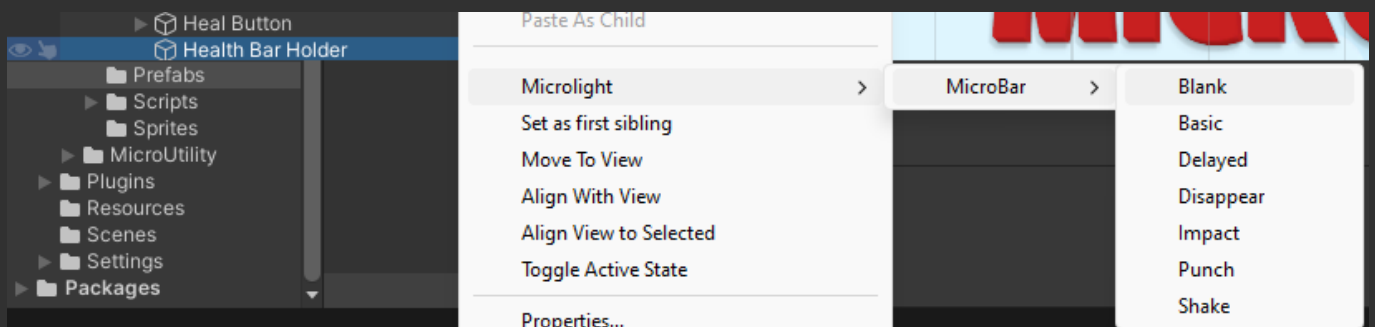 Heal Button
Health Bar Holder
Prefabs
Scripts
Sprites
MicroUtility
Plugins
Resources
Scenes
Settings
Packages
Paste As Child
Microlight
Set as first sibling
Move To View
Align With View
Align View to Selected
Toggle Active State
Properties...
MicroBar
Blank
Basic
Delayed
Disappear
Impact
Punch
Shake